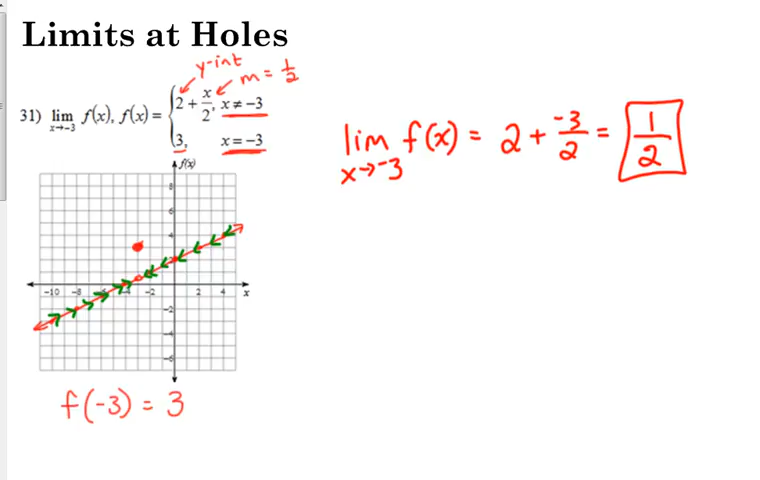 Limits at Holes
y-int
m = 1/2
31) lim x→−3 f(x), f(x) = { 2 + x/2, x ≠ −3
3, x = −3
lim x→-3 f(x) = 2 + -3/2 = 1/2
f(x)
8
6
4
2
−10 −8 −6 −4 −2 2 4 x
−2
−4
−6
f(-3) = 3